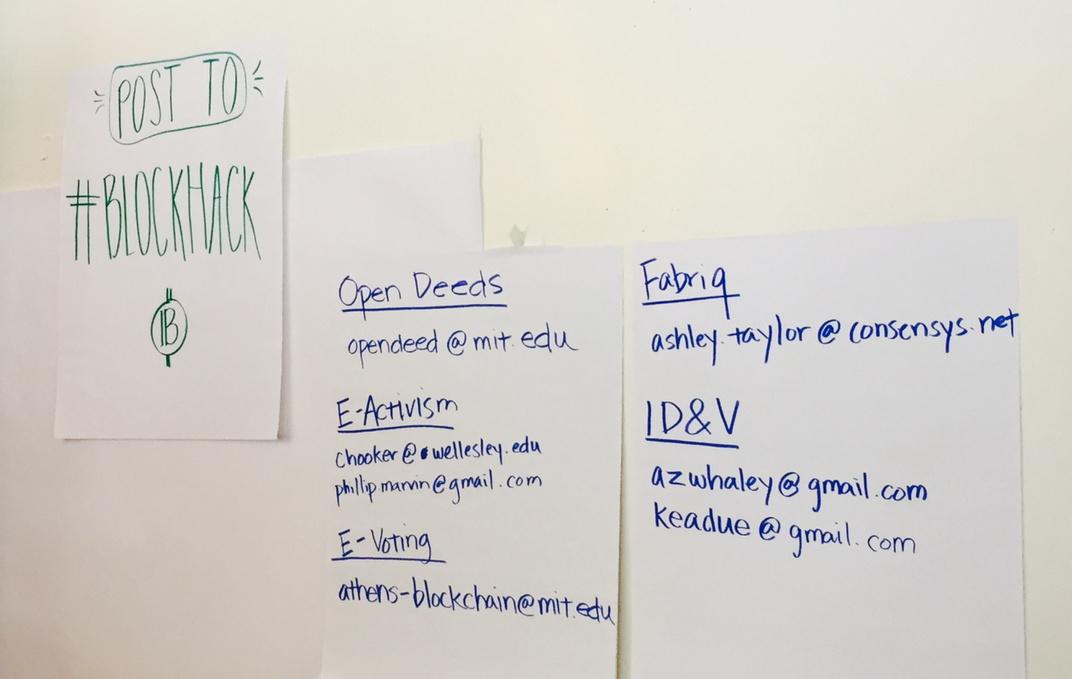 POST TO
#BLOCKHACK
B
Open Deeds
opendeed@mit.edu
E-Activism
chooker@wellesley.edu
phillipmarvin@gmail.com
E-Voting
athens-blockchain@mit.edu
Fabriq
ashley.taylor@consensys.net
ID&V
azwhaley@gmail.com
keadue@gmail.com